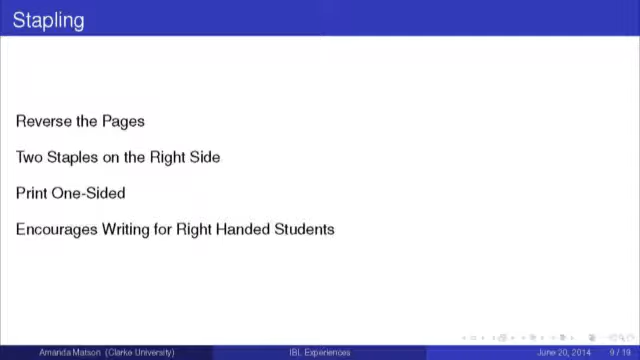 Stapling
Reverse the Pages
Two Staples on the Right Side
Print One-Sided
Encourages Writing for Right Handed Students
Amanda Matson (Clarke University) IBL Experiences June 20, 2014 9 / 19